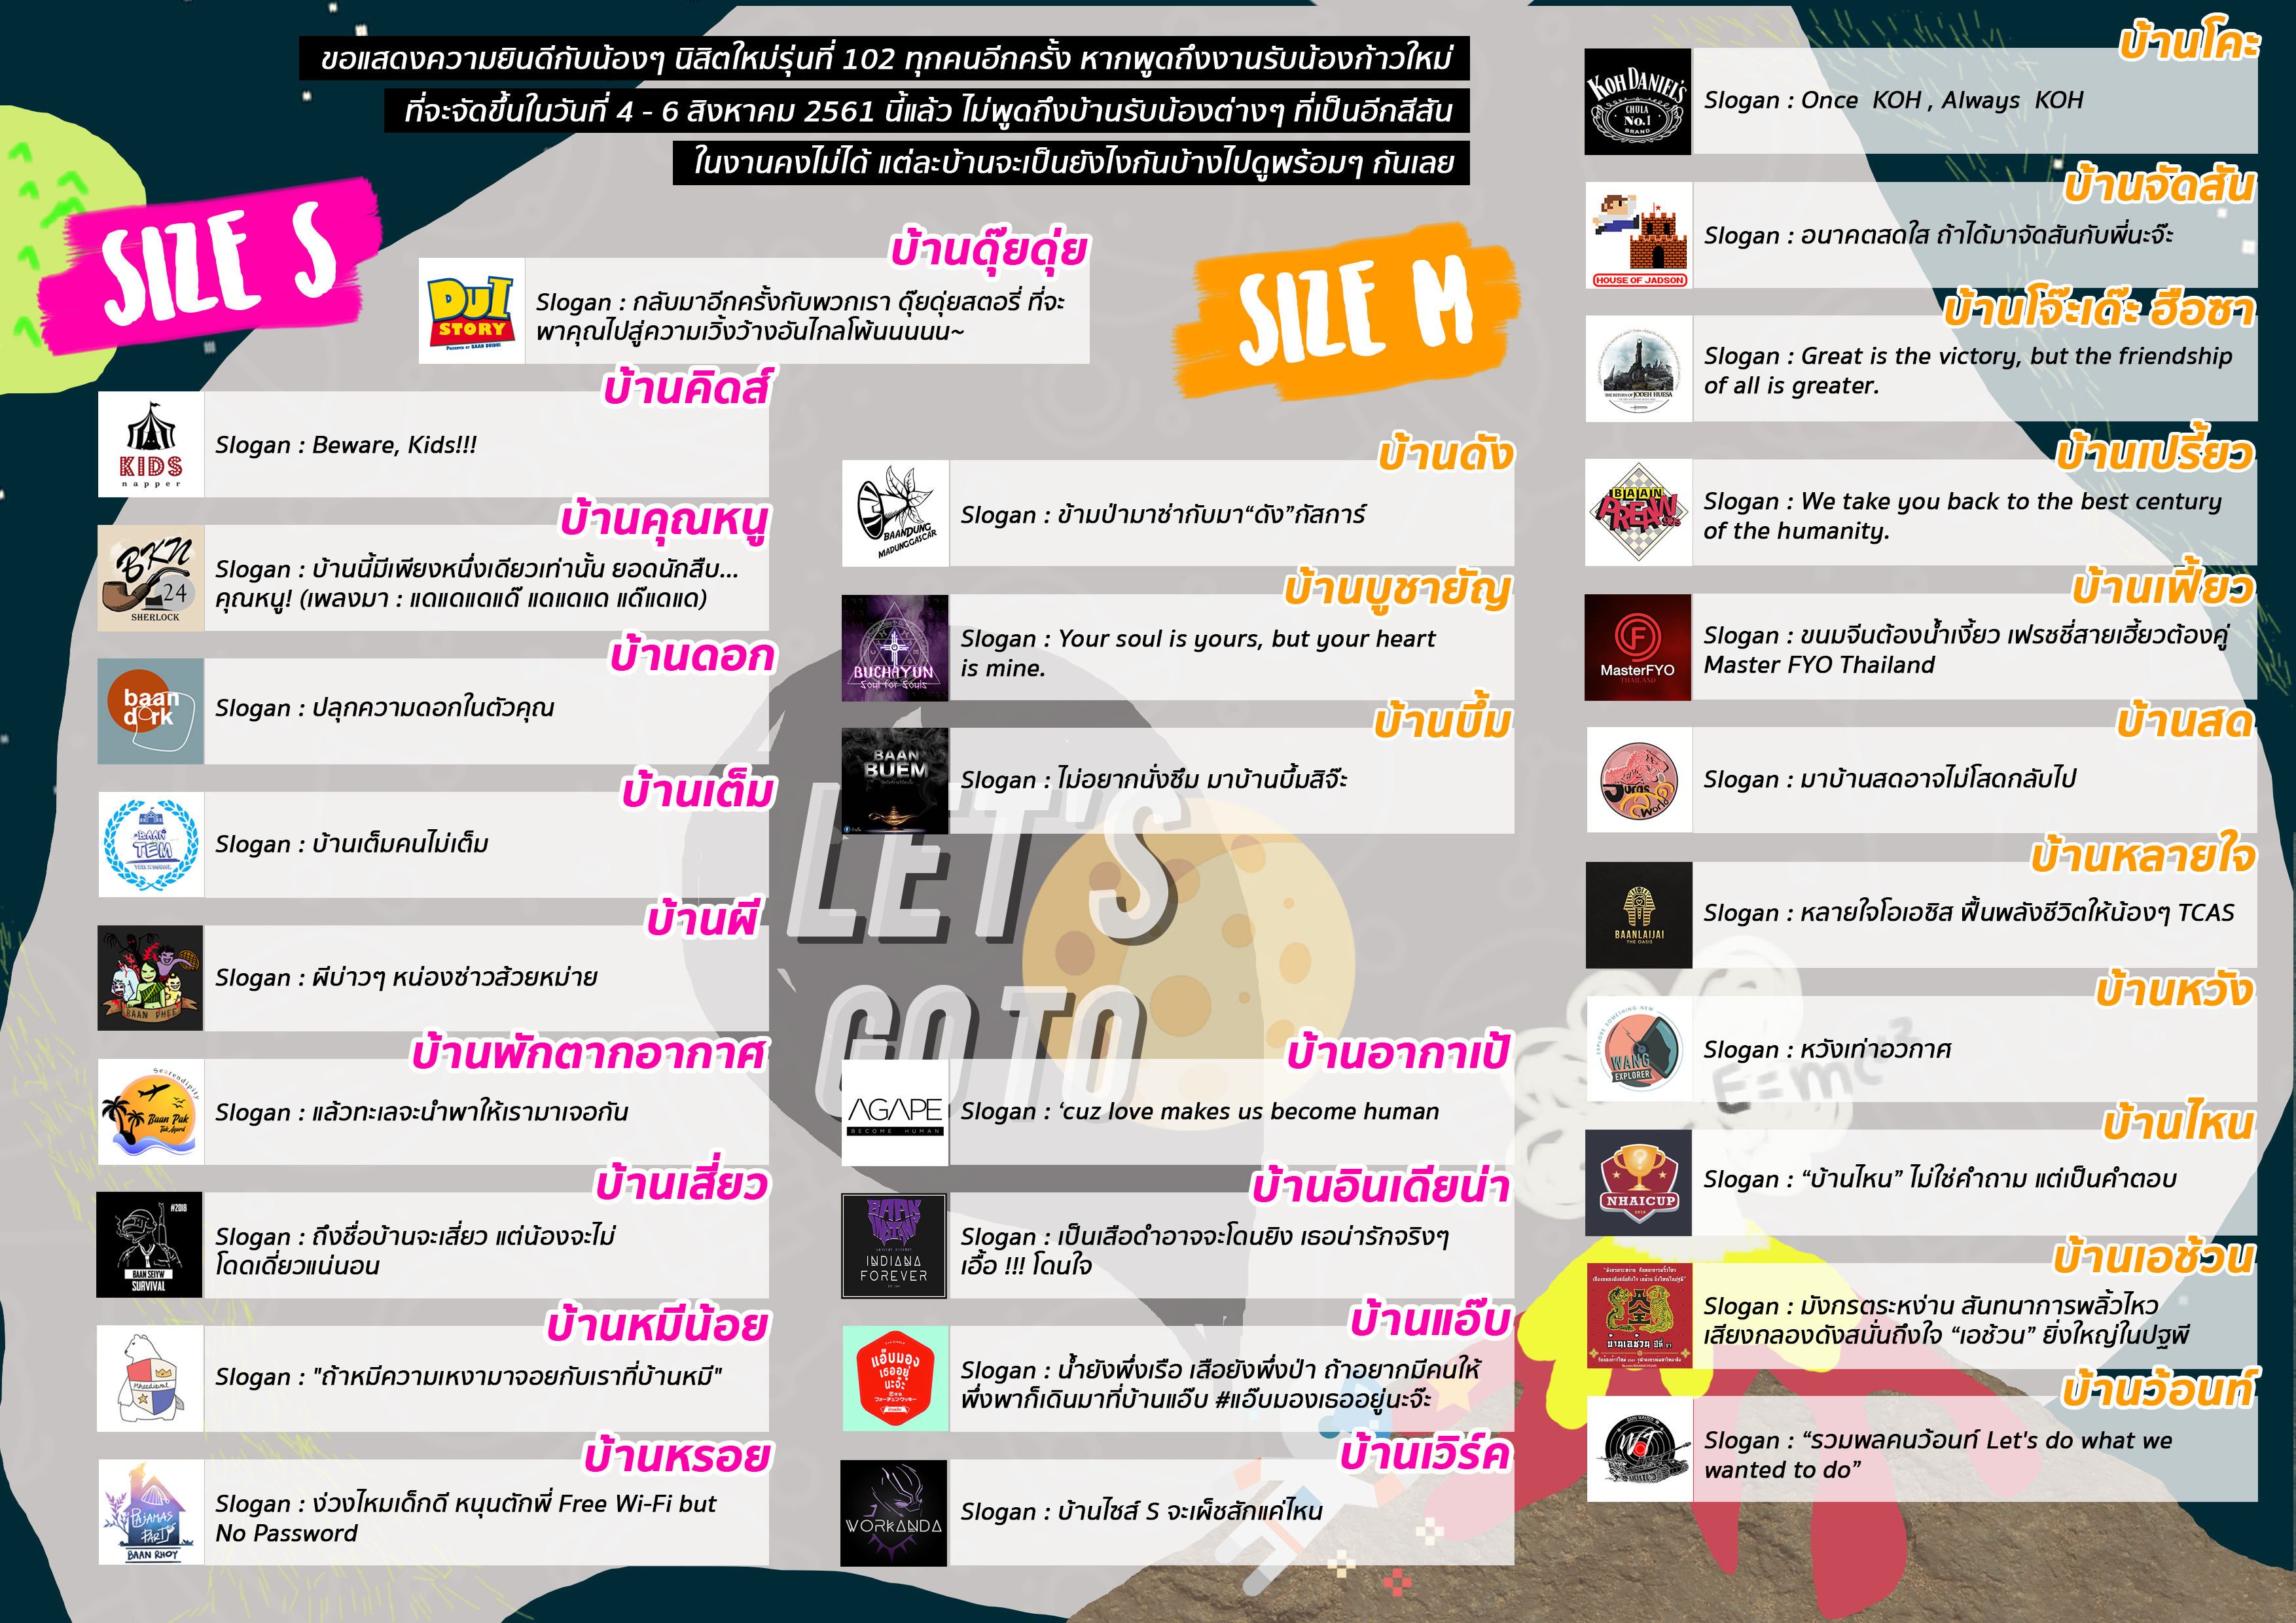 ขอแสดงความยินดีกับน้องๆ นิสิตใหม่รุ่นที่ 102 ทุกคนอีกครั้ง หากพูดถึงงานรับน้องก้าวใหม่
ที่จะจัดขึ้นในวันที่ 4 - 6 สิงหาคม 2561 นี้แล้ว ไม่พูดถึงบ้านรับน้องต่างๆ ที่เป็นอีกสีสัน
ในงานคงไม่ได้ แต่ละบ้านจะเป็นยังไงกันบ้างไปดูพร้อมๆ กันเลย
SIZE S
บ้านดุ๊ยดุ่ย
DUI
STORY
PRESENTED BY BAAN DUIDUI
Slogan : กลับมาอีกครั้งกับพวกเรา ดุ๊ยดุ่ยสตอรี่ ที่จะ
พาคุณไปสู่ความเวิ้งว้างอันไกลโพ้นนนนน~
บ้านคิดส์
KIDS
napper
Slogan : Beware, Kids!!!
บ้านคุณหนู
BKN
24
SHERLOCK
Slogan : บ้านนี้มีเพียงหนึ่งเดียวเท่านั้น ยอดนักสืบ...
คุณหนู! (เพลงมา : แดแดแดแด๊ แดแดแด แด๊แดแด)
บ้านดอก
baan
dork
Slogan : ปลุกความดอกในตัวคุณ
บ้านเต็ม
BAAN
TEM
Slogan : บ้านเต็มคนไม่เต็ม
บ้านผี
BAAN PHEE
Slogan : ผีบ่าวๆ หน่องซ่าวส้วยหม่าย
บ้านพักตากอากาศ
Searendipity
Baan Pak
Tak Agard
Slogan : แล้วทะเลจะนำพาให้เรามาเจอกัน
บ้านเสี่ยว
#2018
BAAN SEIYW
SURVIVAL
Slogan : ถึงชื่อบ้านจะเสี่ยว แต่น้องจะไม่
โดดเดี่ยวแน่นอน
บ้านหมีน้อย
Mheedieval
Slogan : "ถ้าหมีความเหงามาจอยกับเราที่บ้านหมี"
บ้านหรอย
PAJAMAS
PARTY
BAAN RHOY
Slogan : ง่วงไหมเด็กดี หนุนตักพี่ Free Wi-Fi but
No Password
บ้านอากาเป้
AGAPE
BECOME HUMAN
Slogan : ‘cuz love makes us become human
บ้านอินเดียน่า
BAAN
INDIANA
FOREVER
Slogan : เป็นเสือดำอาจจะโดนยิง เธอน่ารักจริงๆ
เอื้อ !!! โดนใจ
บ้านแอ๊บ
แอ๊บมอง
เธออยู่
นะจ๊ะ
Slogan : น้ำยังพึ่งเรือ เสือยังพึ่งป่า ถ้าอยากมีคนให้
พึ่งพาก็เดินมาที่บ้านแอ๊บ #แอ๊บมองเธออยู่นะจ๊ะ
บ้านเวิร์ค
WORKANDA
Slogan : บ้านไซส์ S จะเผ็ชสักแค่ไหน
LET'S
GO TO
SIZE M
บ้านดัง
BAANDUNG
MADUNGGASCAR
Slogan : ข้ามป่ามาซ่ากับมา“ดัง”กัสการ์
บ้านบูชายัญ
BUCHAYUN
Soul for Souls
Slogan : Your soul is yours, but your heart
is mine.
บ้านบึ้ม
BAAN
BUEM
Slogan : ไม่อยากนั่งซึม มาบ้านบึ้มสิจ๊ะ
บ้านโคะ
KOH DANIEL'S
CHULA
No.1
BRAND
Slogan : Once KOH , Always KOH
บ้านจัดสัน
HOUSE OF JADSON
Slogan : อนาคตสดใส ถ้าได้มาจัดสันกับพี่นะจ๊ะ
บ้านโจ๊ะเด๊ะ ฮือซา
THE RETURN OF JODEH HUESA
Slogan : Great is the victory, but the friendship
of all is greater.
บ้านเปรี้ยว
BAAN
PREAW
Slogan : We take you back to the best century
of the humanity.
บ้านเฟี้ยว
F
MasterFYO
THAILAND
Slogan : ขนมจีนต้องน้ำเงี้ยว เฟรชชี่สายเฮี้ยวต้องคู่
Master FYO Thailand
บ้านสด
World
Slogan : มาบ้านสดอาจไม่โสดกลับไป
บ้านหลายใจ
BAANLAIJAI
THE OASIS
Slogan : หลายใจโอเอซิส ฟื้นพลังชีวิตให้น้องๆ TCAS
บ้านหวัง
EXPLORE SOMETHING NEW
WANG
EXPLORER
Slogan : หวังเท่าอวกาศ
E=mc²
บ้านไหน
?
NHAICUP
2018
Slogan : “บ้านไหน” ไม่ใช่คำถาม แต่เป็นคำตอบ
บ้านเอช้วน
บ้านเอช้วน
Slogan : มังกรตระหง่าน สันทนาการพลิ้วไหว
เสียงกลองดังสนั่นถึงใจ “เอช้วน” ยิ่งใหญ่ในปฐพี
บ้านว้อนท์
Slogan : “รวมพลคนว้อนท์ Let's do what we
wanted to do”